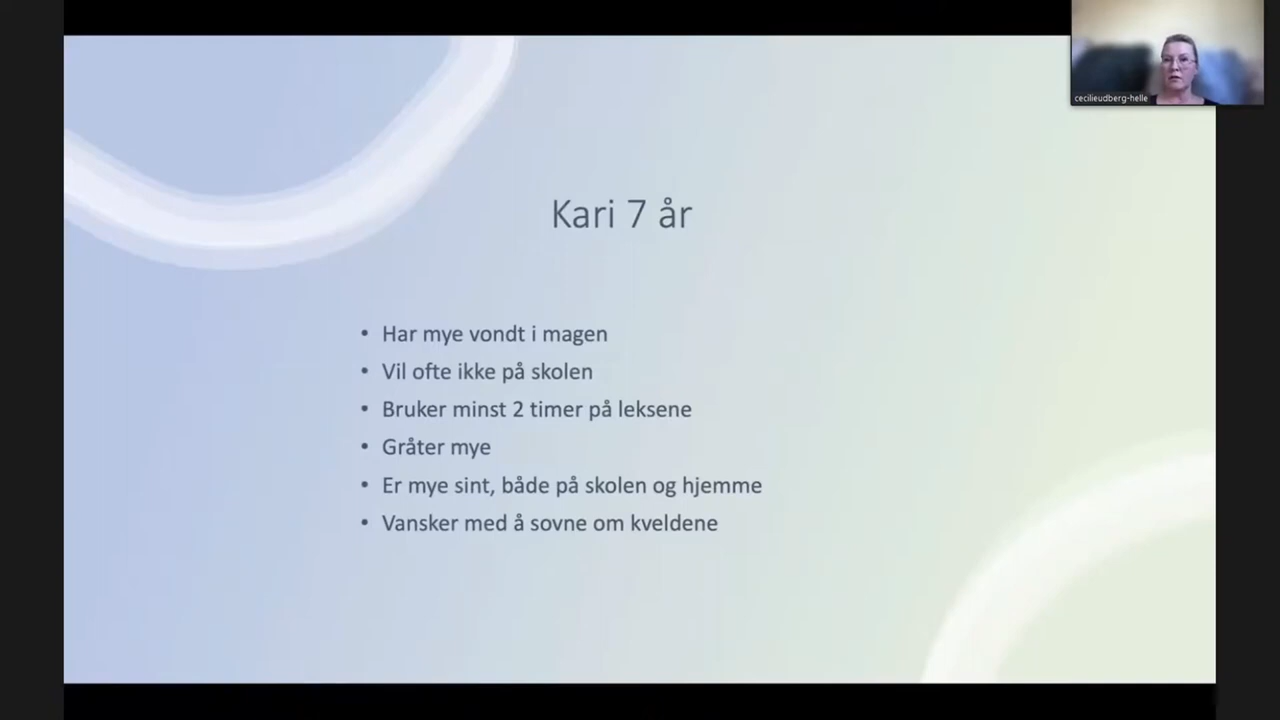 cecilieudberg-helle
Kari 7 år
• Har mye vondt i magen
• Vil ofte ikke på skolen
• Bruker minst 2 timer på leksene
• Gråter mye
• Er mye sint, både på skolen og hjemme
• Vansker med å sovne om kveldene